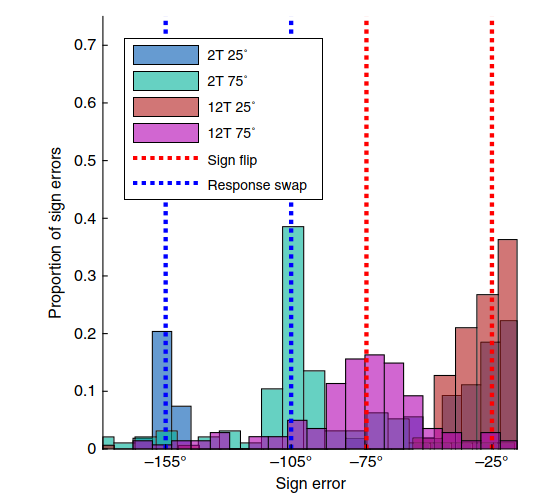 0.7
0.6
0.5
0.4
0.3
0.2
0.1
0
Proportion of sign errors
2T 25°
2T 75°
12T 25°
12T 75°
Sign flip
Response swap
−155° −105° −75° −25°
Sign error